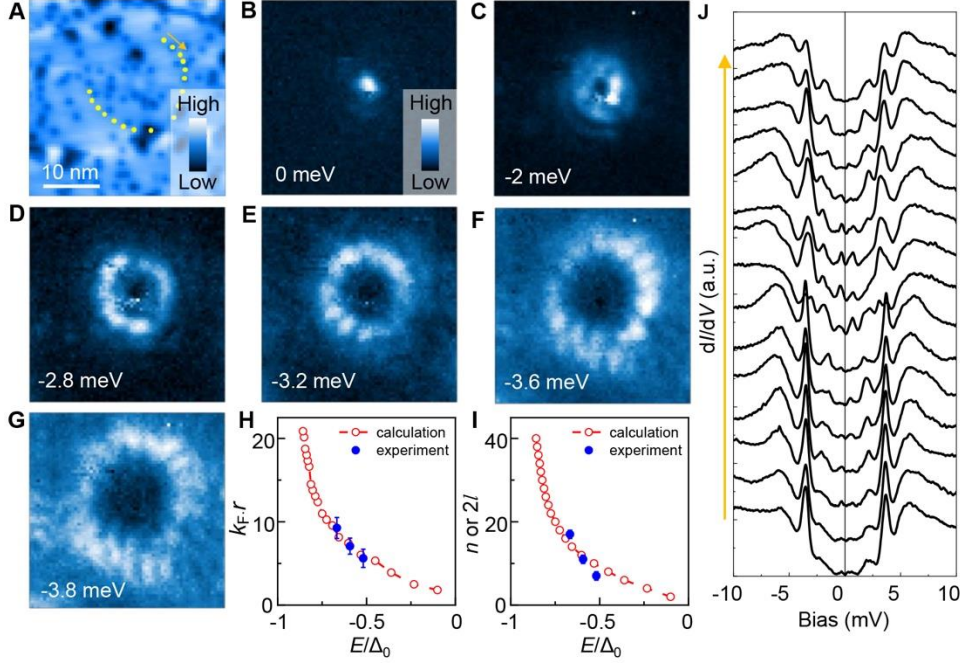 A
High
Low
10 nm
B
High
Low
0 meV
C
-2 meV
D
-2.8 meV
E
-3.2 meV
F
-3.6 meV
G
-3.8 meV
H
calculation
experiment
kF·r
20
10
0
-1
-0.5
0
E/Δ0
I
calculation
experiment
n or 2l
40
20
0
-1
-0.5
0
E/Δ0
J
dI/dV (a.u.)
-10
-5
0
5
10
Bias (mV)